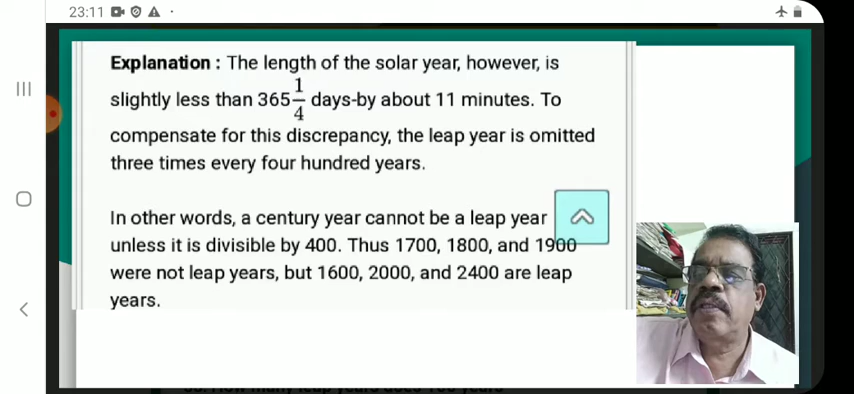 23:11
Explanation : The length of the solar year, however, is
slightly less than 365 1/4 days-by about 11 minutes. To
compensate for this discrepancy, the leap year is omitted
three times every four hundred years.
In other words, a century year cannot be a leap year
unless it is divisible by 400. Thus 1700, 1800, and 1900
were not leap years, but 1600, 2000, and 2400 are leap
years.